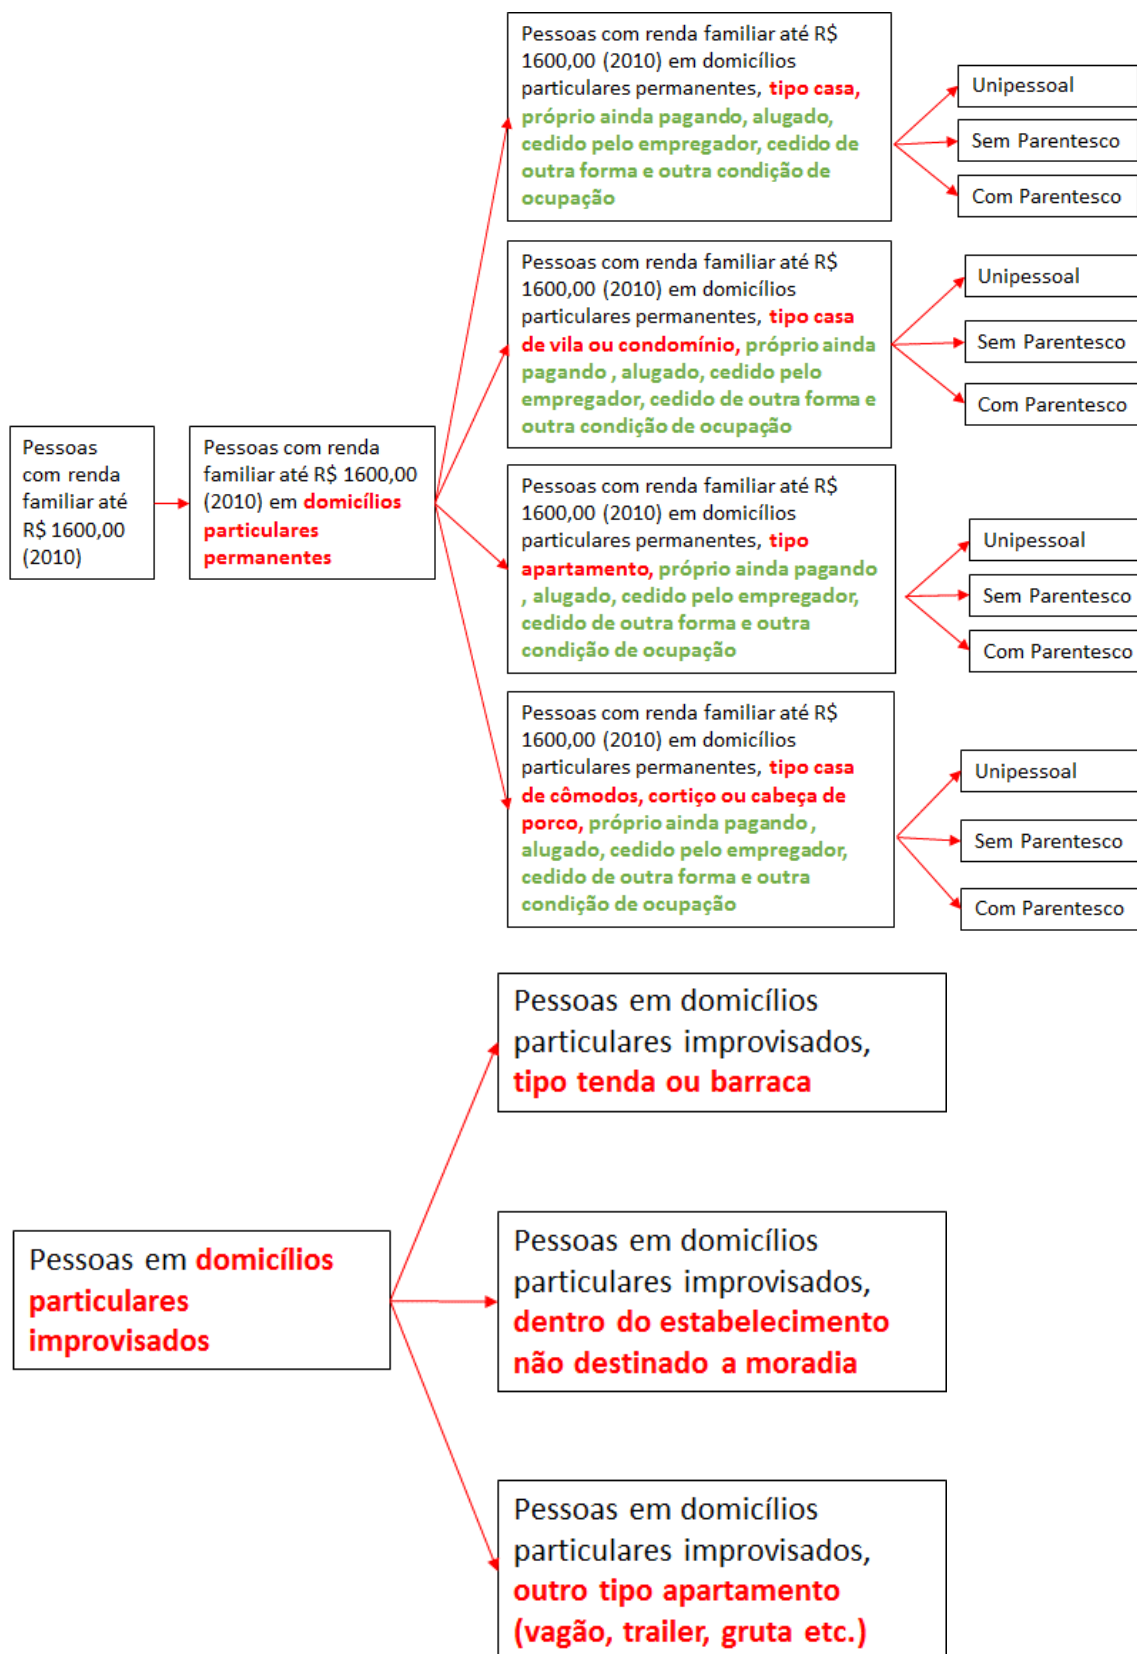 Pessoas
com renda
familiar até
R$ 1600,00
(2010)
Pessoas com renda
familiar até R$ 1600,00
(2010) em domicílios
particulares
permanentes
Pessoas com renda familiar até R$
1600,00 (2010) em domicílios
particulares permanentes, tipo casa,
próprio ainda pagando, alugado,
cedido pelo empregador, cedido de
outra forma e outra condição de
ocupação
Unipessoal
Sem Parentesco
Com Parentesco
Pessoas com renda familiar até R$
1600,00 (2010) em domicílios
particulares permanentes, tipo casa
de vila ou condomínio, próprio ainda
pagando , alugado, cedido pelo
empregador, cedido de outra forma e
outra condição de ocupação
Unipessoal
Sem Parentesco
Com Parentesco
Pessoas com renda familiar até R$
1600,00 (2010) em domicílios
particulares permanentes, tipo
apartamento, próprio ainda pagando
, alugado, cedido pelo empregador,
cedido de outra forma e outra
condição de ocupação
Unipessoal
Sem Parentesco
Com Parentesco
Pessoas com renda familiar até R$
1600,00 (2010) em domicílios
particulares permanentes, tipo casa
de cômodos, cortiço ou cabeça de
porco, próprio ainda pagando ,
alugado, cedido pelo empregador,
cedido de outra forma e outra
condição de ocupação
Unipessoal
Sem Parentesco
Com Parentesco
Pessoas em domicílios
particulares
improvisados
Pessoas em domicílios
particulares improvisados,
tipo tenda ou barraca
Pessoas em domicílios
particulares improvisados,
dentro do estabelecimento
não destinado a moradia
Pessoas em domicílios
particulares improvisados,
outro tipo apartamento
(vagão, trailer, gruta etc.)